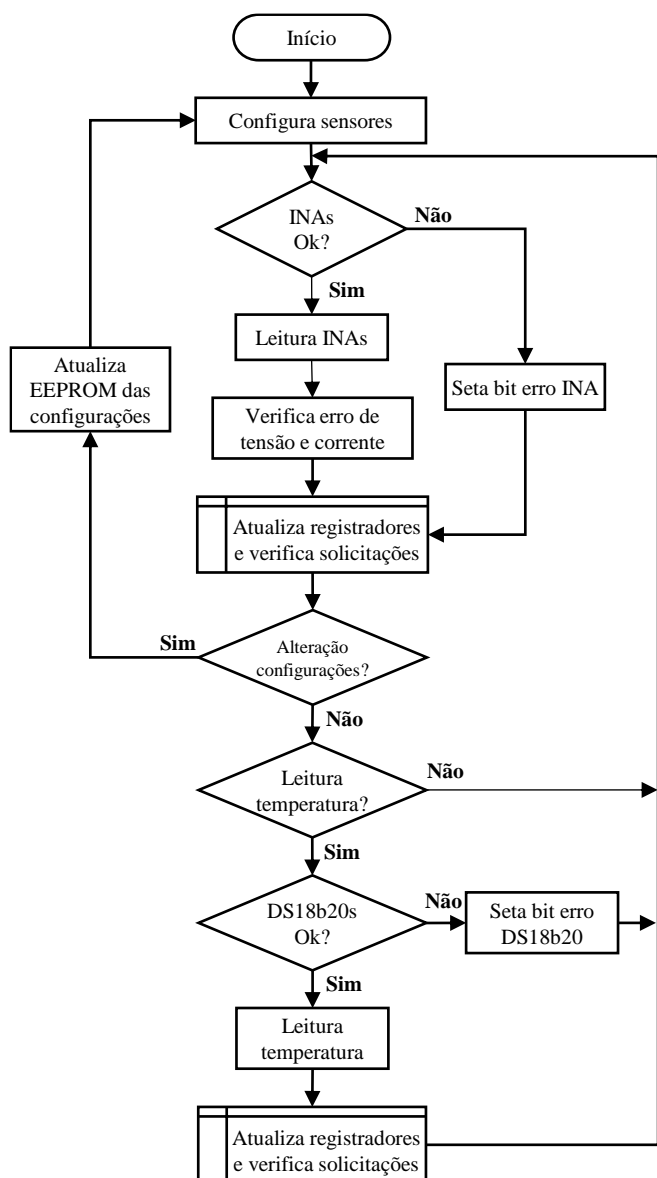 Início
Configura sensores
INAs
Ok?
Não
Sim
Leitura INAs
Atualiza
EEPROM das
configurações
Seta bit erro INA
Verifica erro de
tensão e corrente
Atualiza registradores
e verifica solicitações
Sim
Alteração
configurações?
Não
Leitura
temperatura?
Não
Sim
DS18b20s
Ok?
Não
Seta bit erro
DS18b20
Sim
Leitura
temperatura
Atualiza registradores
e verifica solicitações